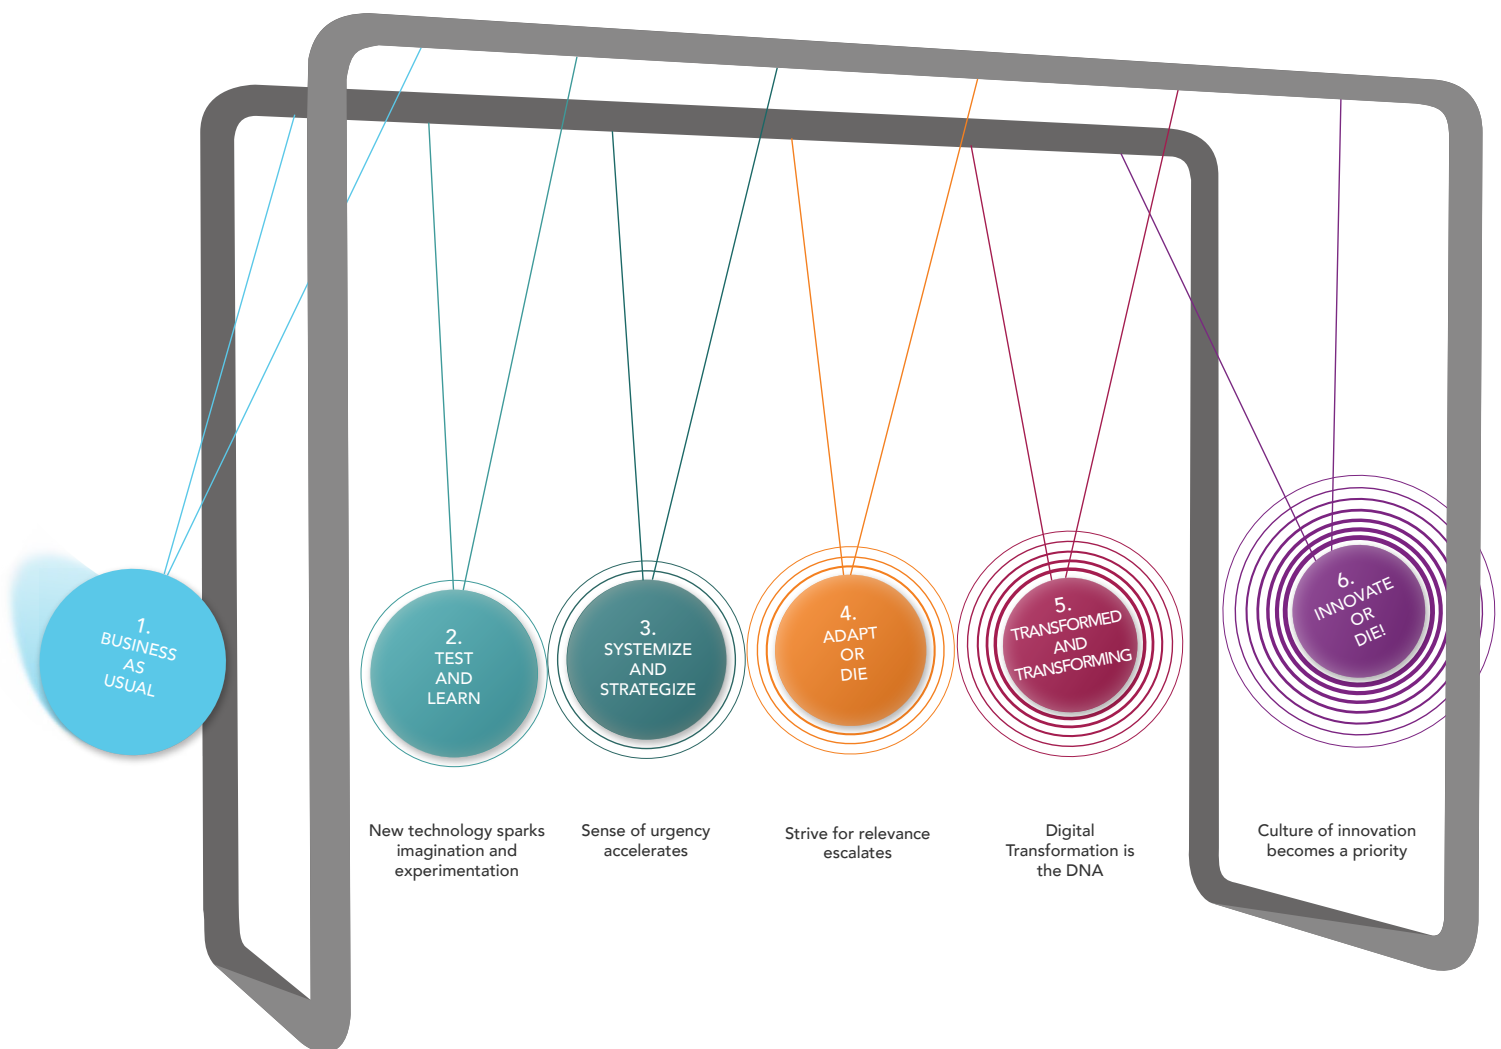 1.
BUSINESS
AS
USUAL
2.
TEST
AND
LEARN
3.
SYSTEMIZE
AND
STRATEGIZE
4.
ADAPT
OR
DIE
5.
TRANSFORMED
AND
TRANSFORMING
6.
INNOVATE
OR
DIE!
New technology sparks
imagination and
experimentation
Sense of urgency
accelerates
Strive for relevance
escalates
Digital
Transformation is
the DNA
Culture of innovation
becomes a priority